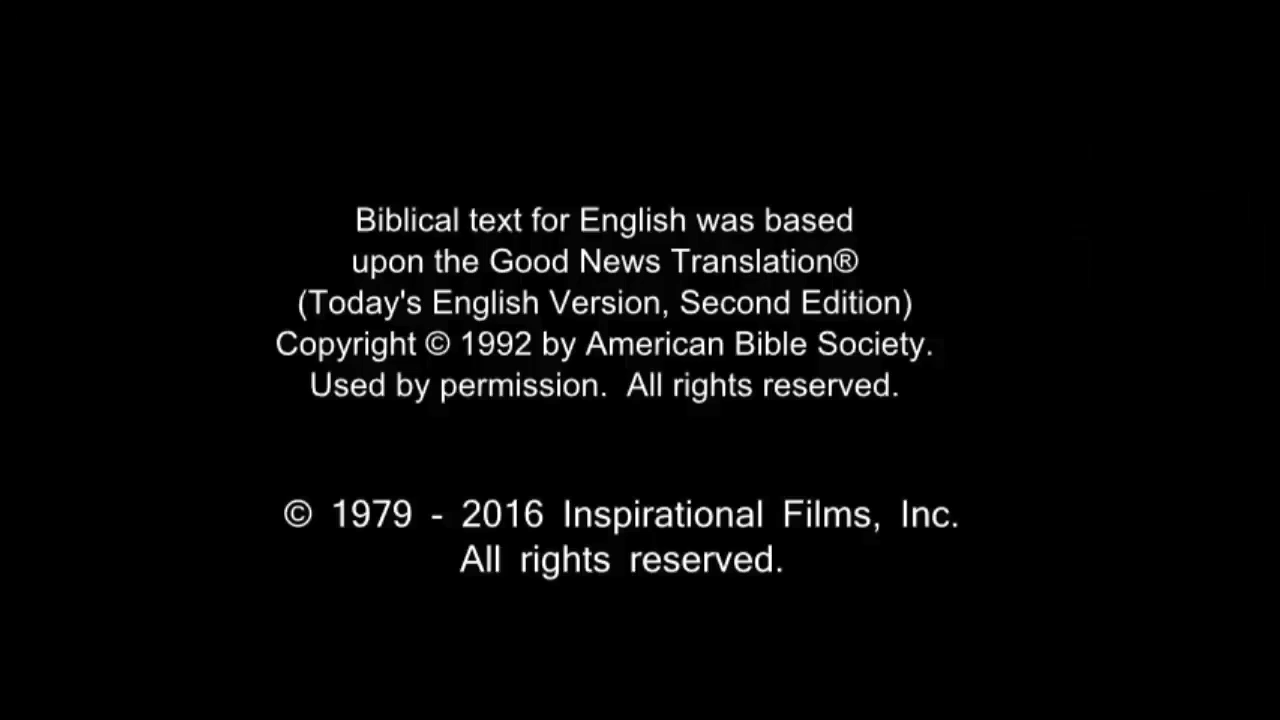 Biblical text for English was based
upon the Good News Translation®
(Today's English Version, Second Edition)
Copyright © 1992 by American Bible Society.
Used by permission.  All rights reserved.
© 1979 - 2016 Inspirational Films, Inc.
All rights reserved.